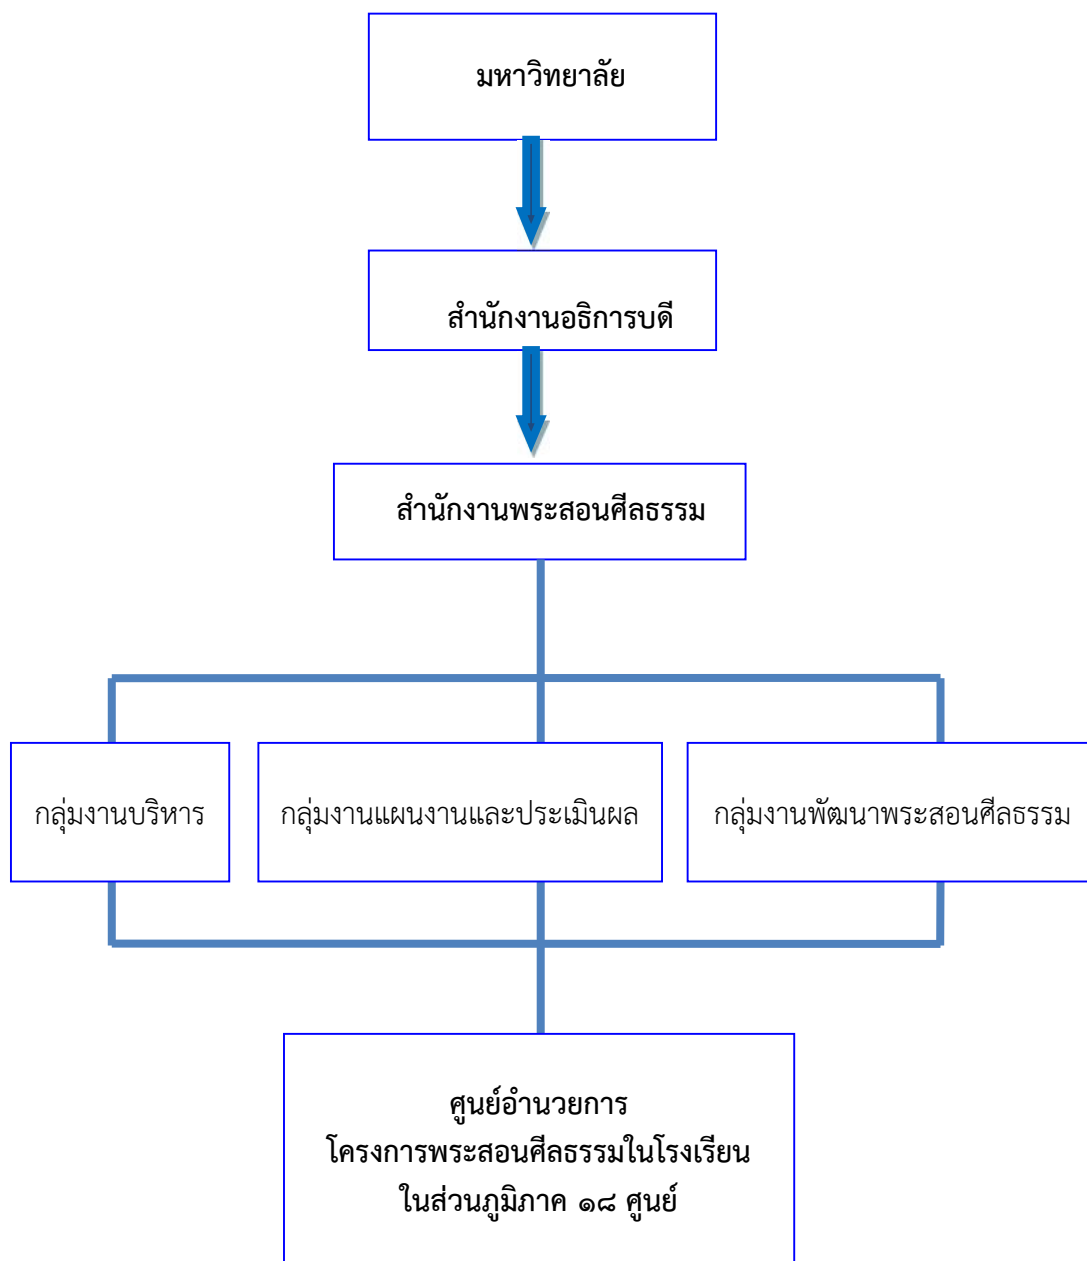 มหาวิทยาลัย
สำนักงานอธิการบดี
สำนักงานพระสอนศีลธรรม
กลุ่มงานบริหาร
กลุ่มงานแผนงานและประเมินผล
กลุ่มงานพัฒนาพระสอนศีลธรรม
ศูนย์อำนวยการ
โครงการพระสอนศีลธรรมในโรงเรียน
ในส่วนภูมิภาค ๑๘ ศูนย์